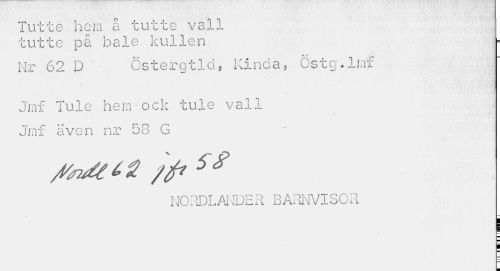 Tutte hem å tutte vall
tutte på bale kullen
Nr 62 D Östergtld, Kinda, Östg.lmf
Jmf Tule hem ock tule vall
Jmf även nr 58 G
Nordl 62 jfr 58
NORDLANDER BARNVISOR